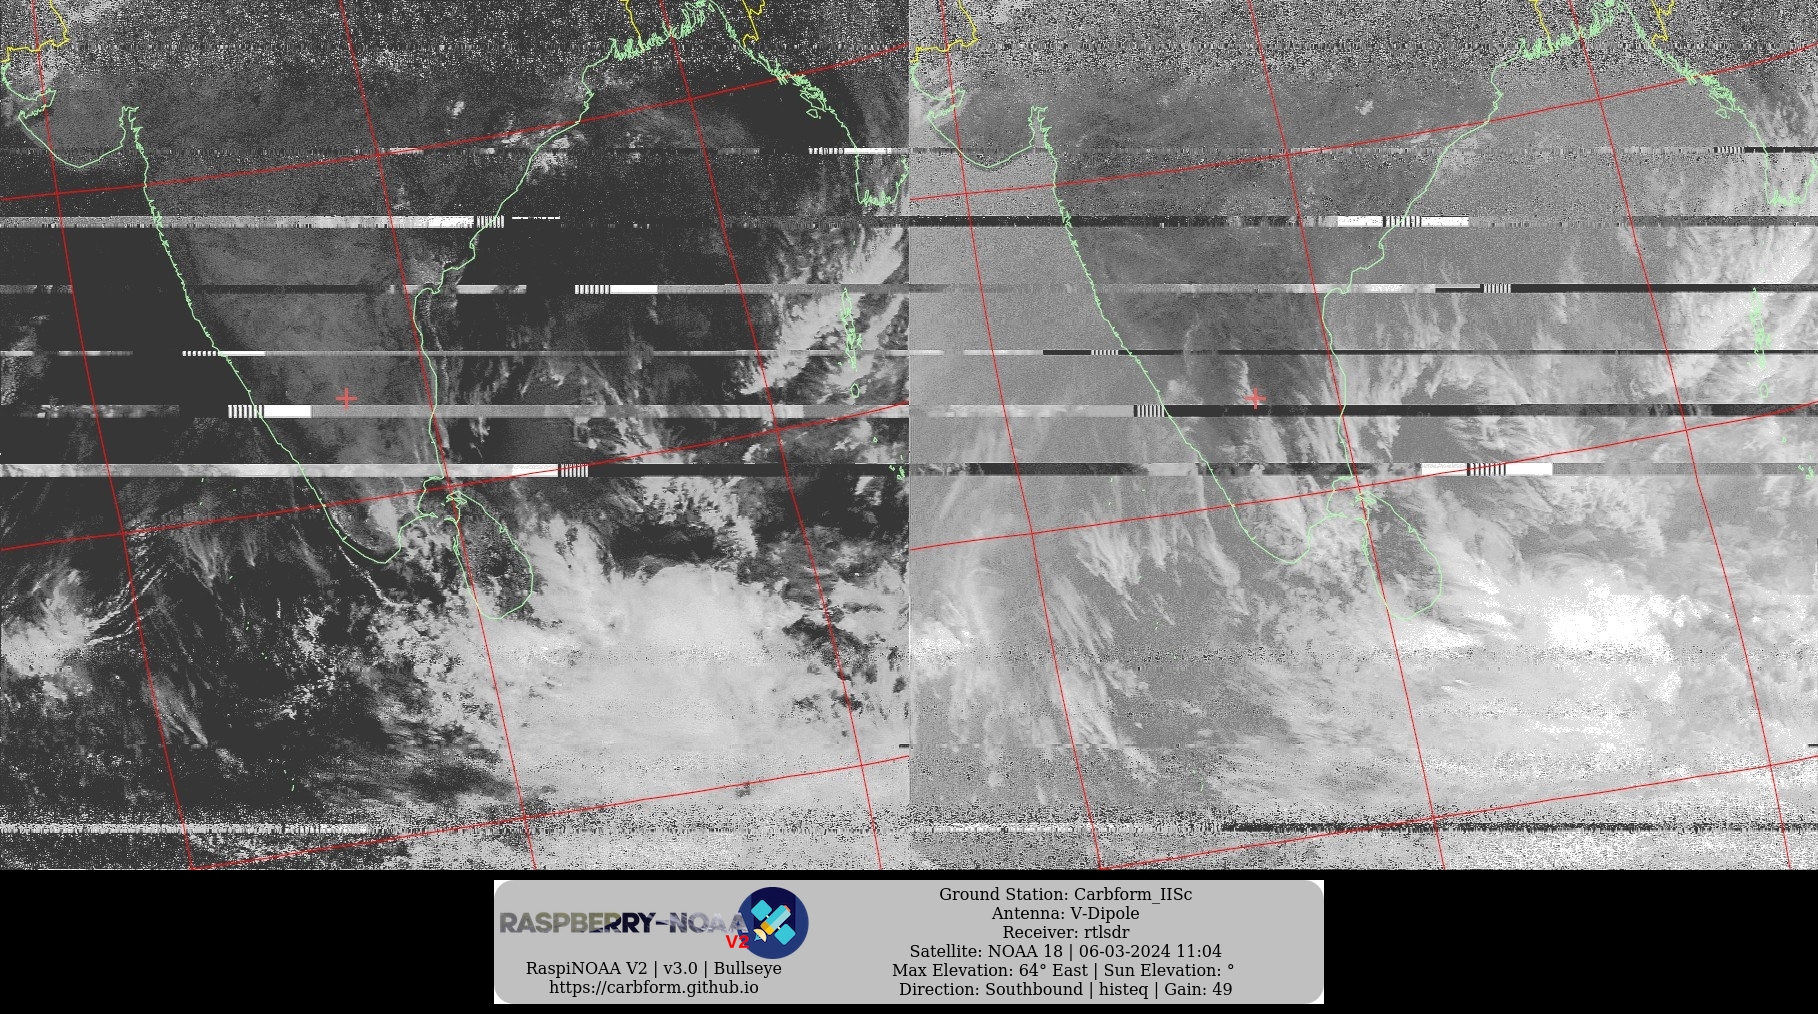 RASPBERRY-NOAA
V2
RaspiNOAA V2 | v3.0 | Bullseye
https://carbform.github.io
Ground Station: Carbform_IISc
Antenna: V-Dipole
Receiver: rtlsdr
Satellite: NOAA 18 | 06-03-2024 11:04
Max Elevation: 64° East | Sun Elevation: °
Direction: Southbound | histeq | Gain: 49